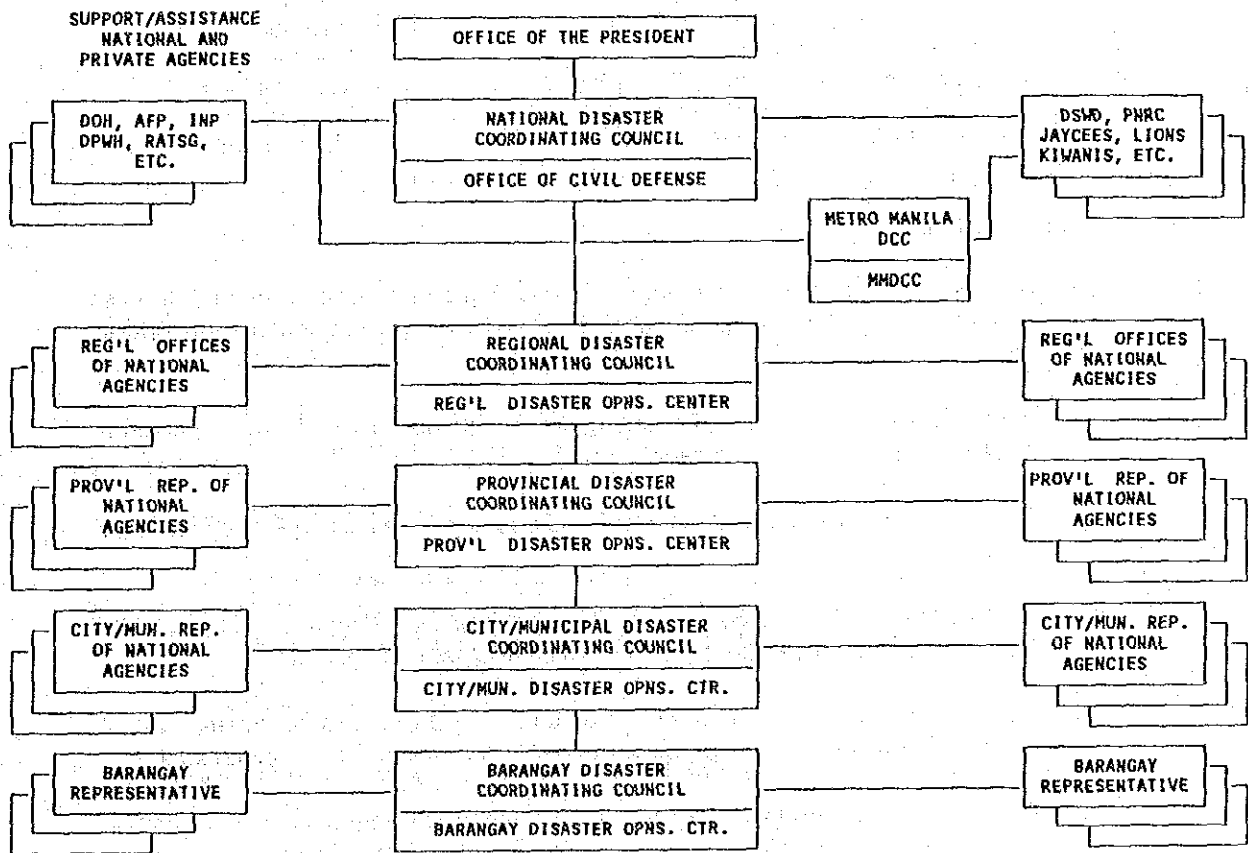 SUPPORT/ASSISTANCE
NATIONAL AND
PRIVATE AGENCIES
OFFICE OF THE PRESIDENT
DOH, AFP, INP
DPWH, RATSG,
ETC.
NATIONAL DISASTER
COORDINATING COUNCIL
OFFICE OF CIVIL DEFENSE
DSWD, PNRC
JAYCEES, LIONS
KIWANIS, ETC.
METRO MANILA
DCC
MMDCC
REG'L OFFICES
OF NATIONAL
AGENCIES
REGIONAL DISASTER
COORDINATING COUNCIL
REG'L DISASTER OPNS. CENTER
REG'L OFFICES
OF NATIONAL
AGENCIES
PROV'L REP. OF
NATIONAL
AGENCIES
PROVINCIAL DISASTER
COORDINATING COUNCIL
PROV'L DISASTER OPNS. CENTER
PROV'L REP. OF
NATIONAL
AGENCIES
CITY/MUN. REP.
OF NATIONAL
AGENCIES
CITY/MUNICIPAL DISASTER
COORDINATING COUNCIL
CITY/MUN. DISASTER OPNS. CTR.
CITY/MUN. REP.
OF NATIONAL
AGENCIES
BARANGAY
REPRESENTATIVE
BARANGAY DISASTER
COORDINATING COUNCIL
BARANGAY DISASTER OPNS. CTR.
BARANGAY
REPRESENTATIVE